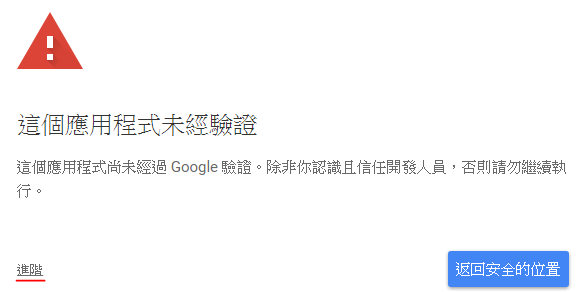 這個應用程式未經驗證
這個應用程式尚未經過 Google 驗證。除非你認識且信任開發人員，否則請勿繼續執
行。
進階
返回安全的位置